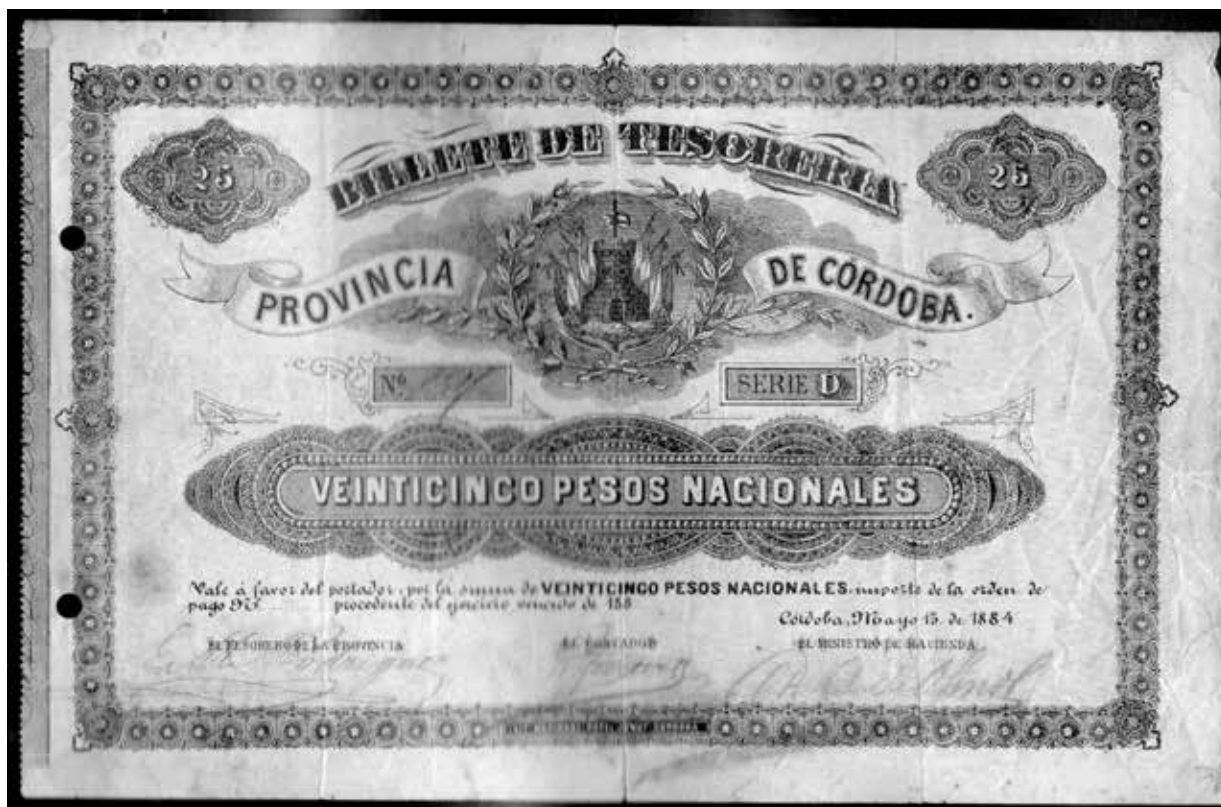 25
BILLETE DE TESORERIA
25
PROVINCIA
DE CÓRDOBA.
Nº
SERIE D
VEINTICINCO PESOS NACIONALES
Vale á favor del portador, por la suma de VEINTICINCO PESOS NACIONALES, importe de la orden de
pago Nº procedente del ejercicio vencido de 188
Córdoba, Mayo 15 de 1884
EL TESORERO DE LA PROVINCIA
EL CONTADOR
EL MINISTRO DE HACIENDA